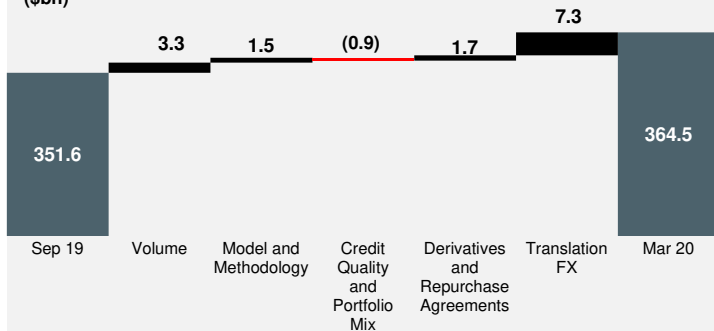 ($bn)
3.3
1.5
(0.9)
1.7
7.3
351.6
364.5
Sep 19
Volume
Model and
Methodology
Credit
Quality
and
Portfolio
Mix
Derivatives
and
Repurchase
Agreements
Translation
FX
Mar 20